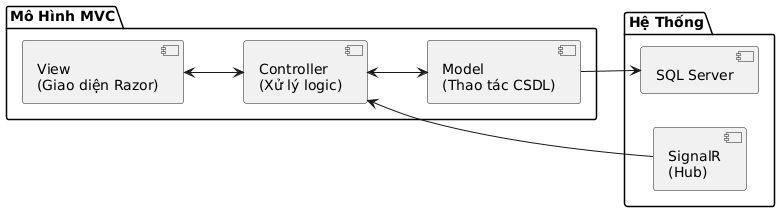 Mô Hình MVC
View
(Giao diện Razor)
Controller
(Xử lý logic)
Model
(Thao tác CSDL)
Hệ Thống
SQL Server
SignalR
(Hub)